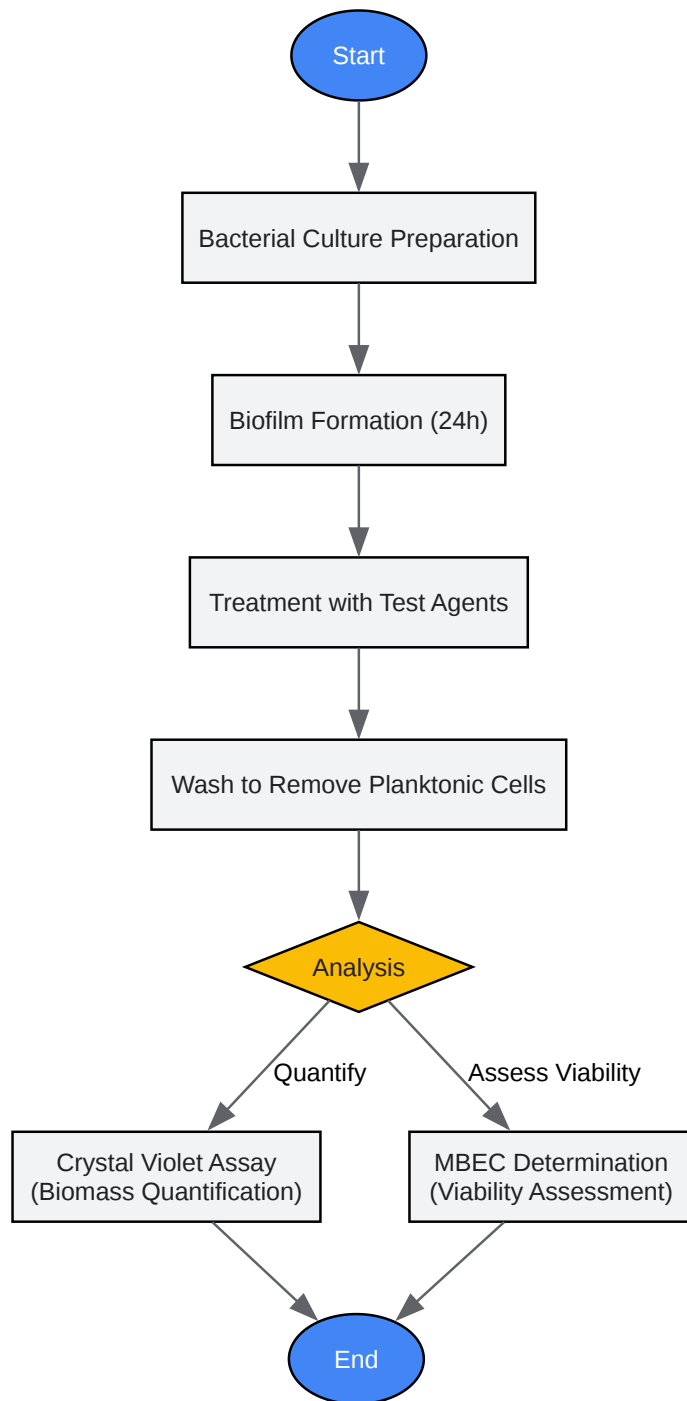 Start
Bacterial Culture Preparation
Biofilm Formation (24h)
Treatment with Test Agents
Wash to Remove Planktonic Cells
Analysis
Quantify
Assess Viability
Crystal Violet Assay
(Biomass Quantification)
MBEC Determination
(Viability Assessment)
End